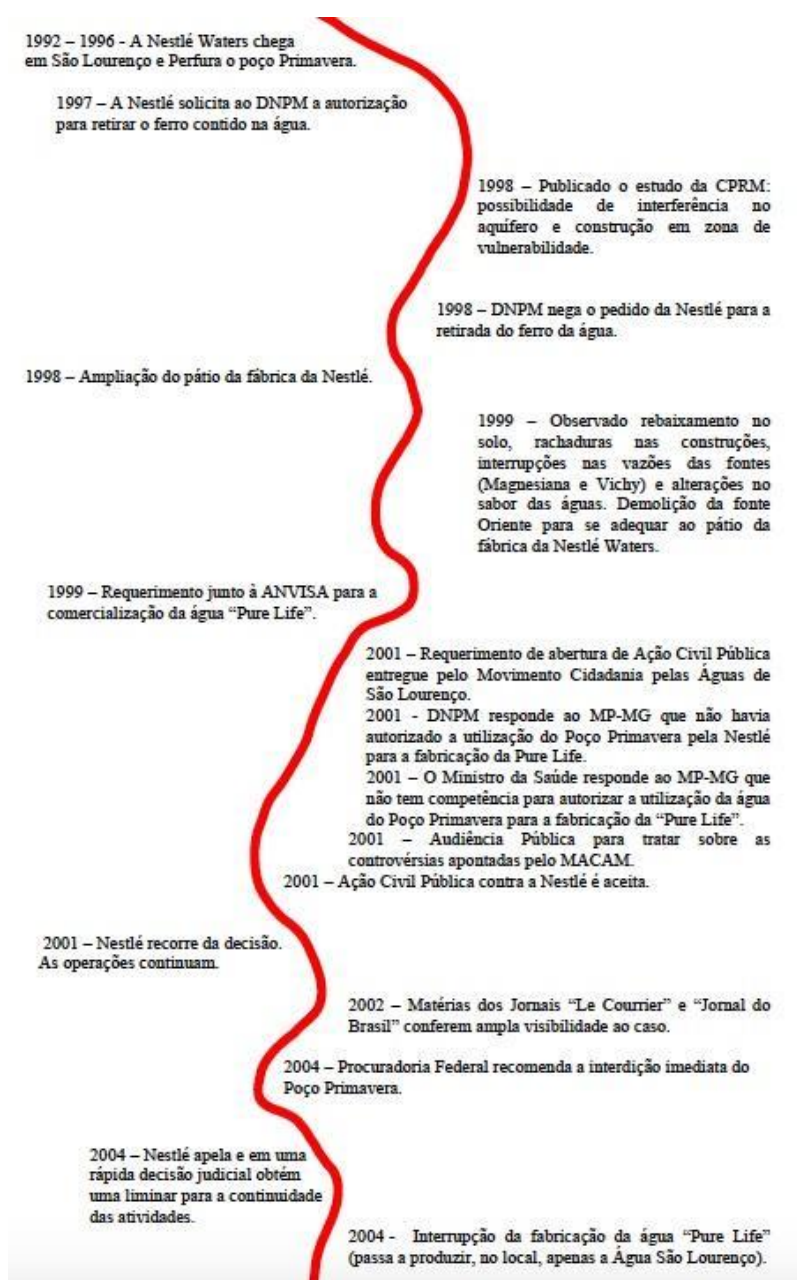 1992 – 1996 - A Nestlé Waters chega
em São Lourenço e Perfura o poço Primavera.
1997 – A Nestlé solicita ao DNPM a autorização
para retirar o ferro contido na água.
1998 – Publicado o estudo da CPRM:
possibilidade de interferência no
aquífero e construção em zona de
vulnerabilidade.
1998 – DNPM nega o pedido da Nestlé para a
retirada do ferro da água.
1998 – Ampliação do pátio da fábrica da Nestlé.
1999 – Observado rebaixamento no
solo, rachaduras nas construções,
interrupções nas vazões das fontes
(Magnesiana e Vichy) e alterações no
sabor das águas. Demolição da fonte
Oriente para se adequar ao pátio da
fábrica da Nestlé Waters.
1999 – Requerimento junto à ANVISA para a
comercialização da água “Pure Life”.
2001 – Requerimento de abertura de Ação Civil Pública
entregue pelo Movimento Cidadania pelas Águas de
São Lourenço.
2001 - DNPM responde ao MP-MG que não havia
autorizado a utilização do Poço Primavera pela Nestlé
para a fabricação da Pure Life.
2001 – O Ministro da Saúde responde ao MP-MG que
não tem competência para autorizar a utilização da água
do Poço Primavera para a fabricação da “Pure Life”.
2001 – Audiência Pública para tratar sobre as
controvérsias apontadas pelo MACAM.
2001 – Ação Civil Pública contra a Nestlé é aceita.
2001 – Nestlé recorre da decisão.
As operações continuam.
2002 – Matérias dos Jornais “Le Courrier” e “Jornal do
Brasil” conferem ampla visibilidade ao caso.
2004 – Procuradoria Federal recomenda a interdição imediata do
Poço Primavera.
2004 – Nestlé apela e em uma
rápida decisão judicial obtém
uma liminar para a continuidade
das atividades.
2004 - Interrupção da fabricação da água “Pure Life”
(passa a produzir, no local, apenas a Água São Lourenço).